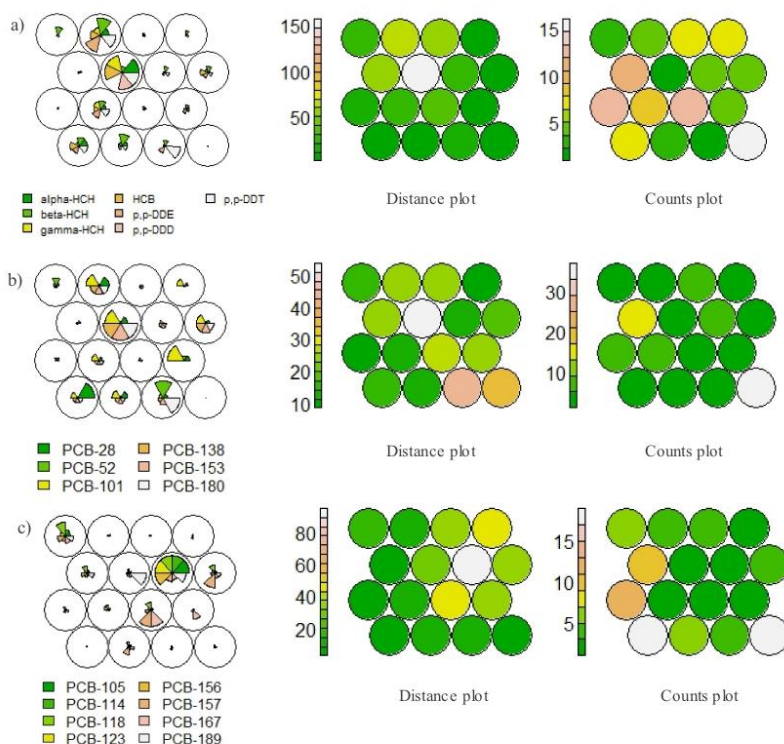 a)
150
100
50
15
10
5
alpha-HCH HCB p,p-DDT
beta-HCH p,p-DDE
gamma-HCH p,p-DDD
Distance plot
Counts plot
b)
50
40
30
20
10
30
20
10
PCB-28 PCB-138
PCB-52 PCB-153
PCB-101 PCB-180
Distance plot
Counts plot
c)
80
60
40
20
15
10
5
PCB-105 PCB-156
PCB-114 PCB-157
PCB-118 PCB-167
PCB-123 PCB-189
Distance plot
Counts plot